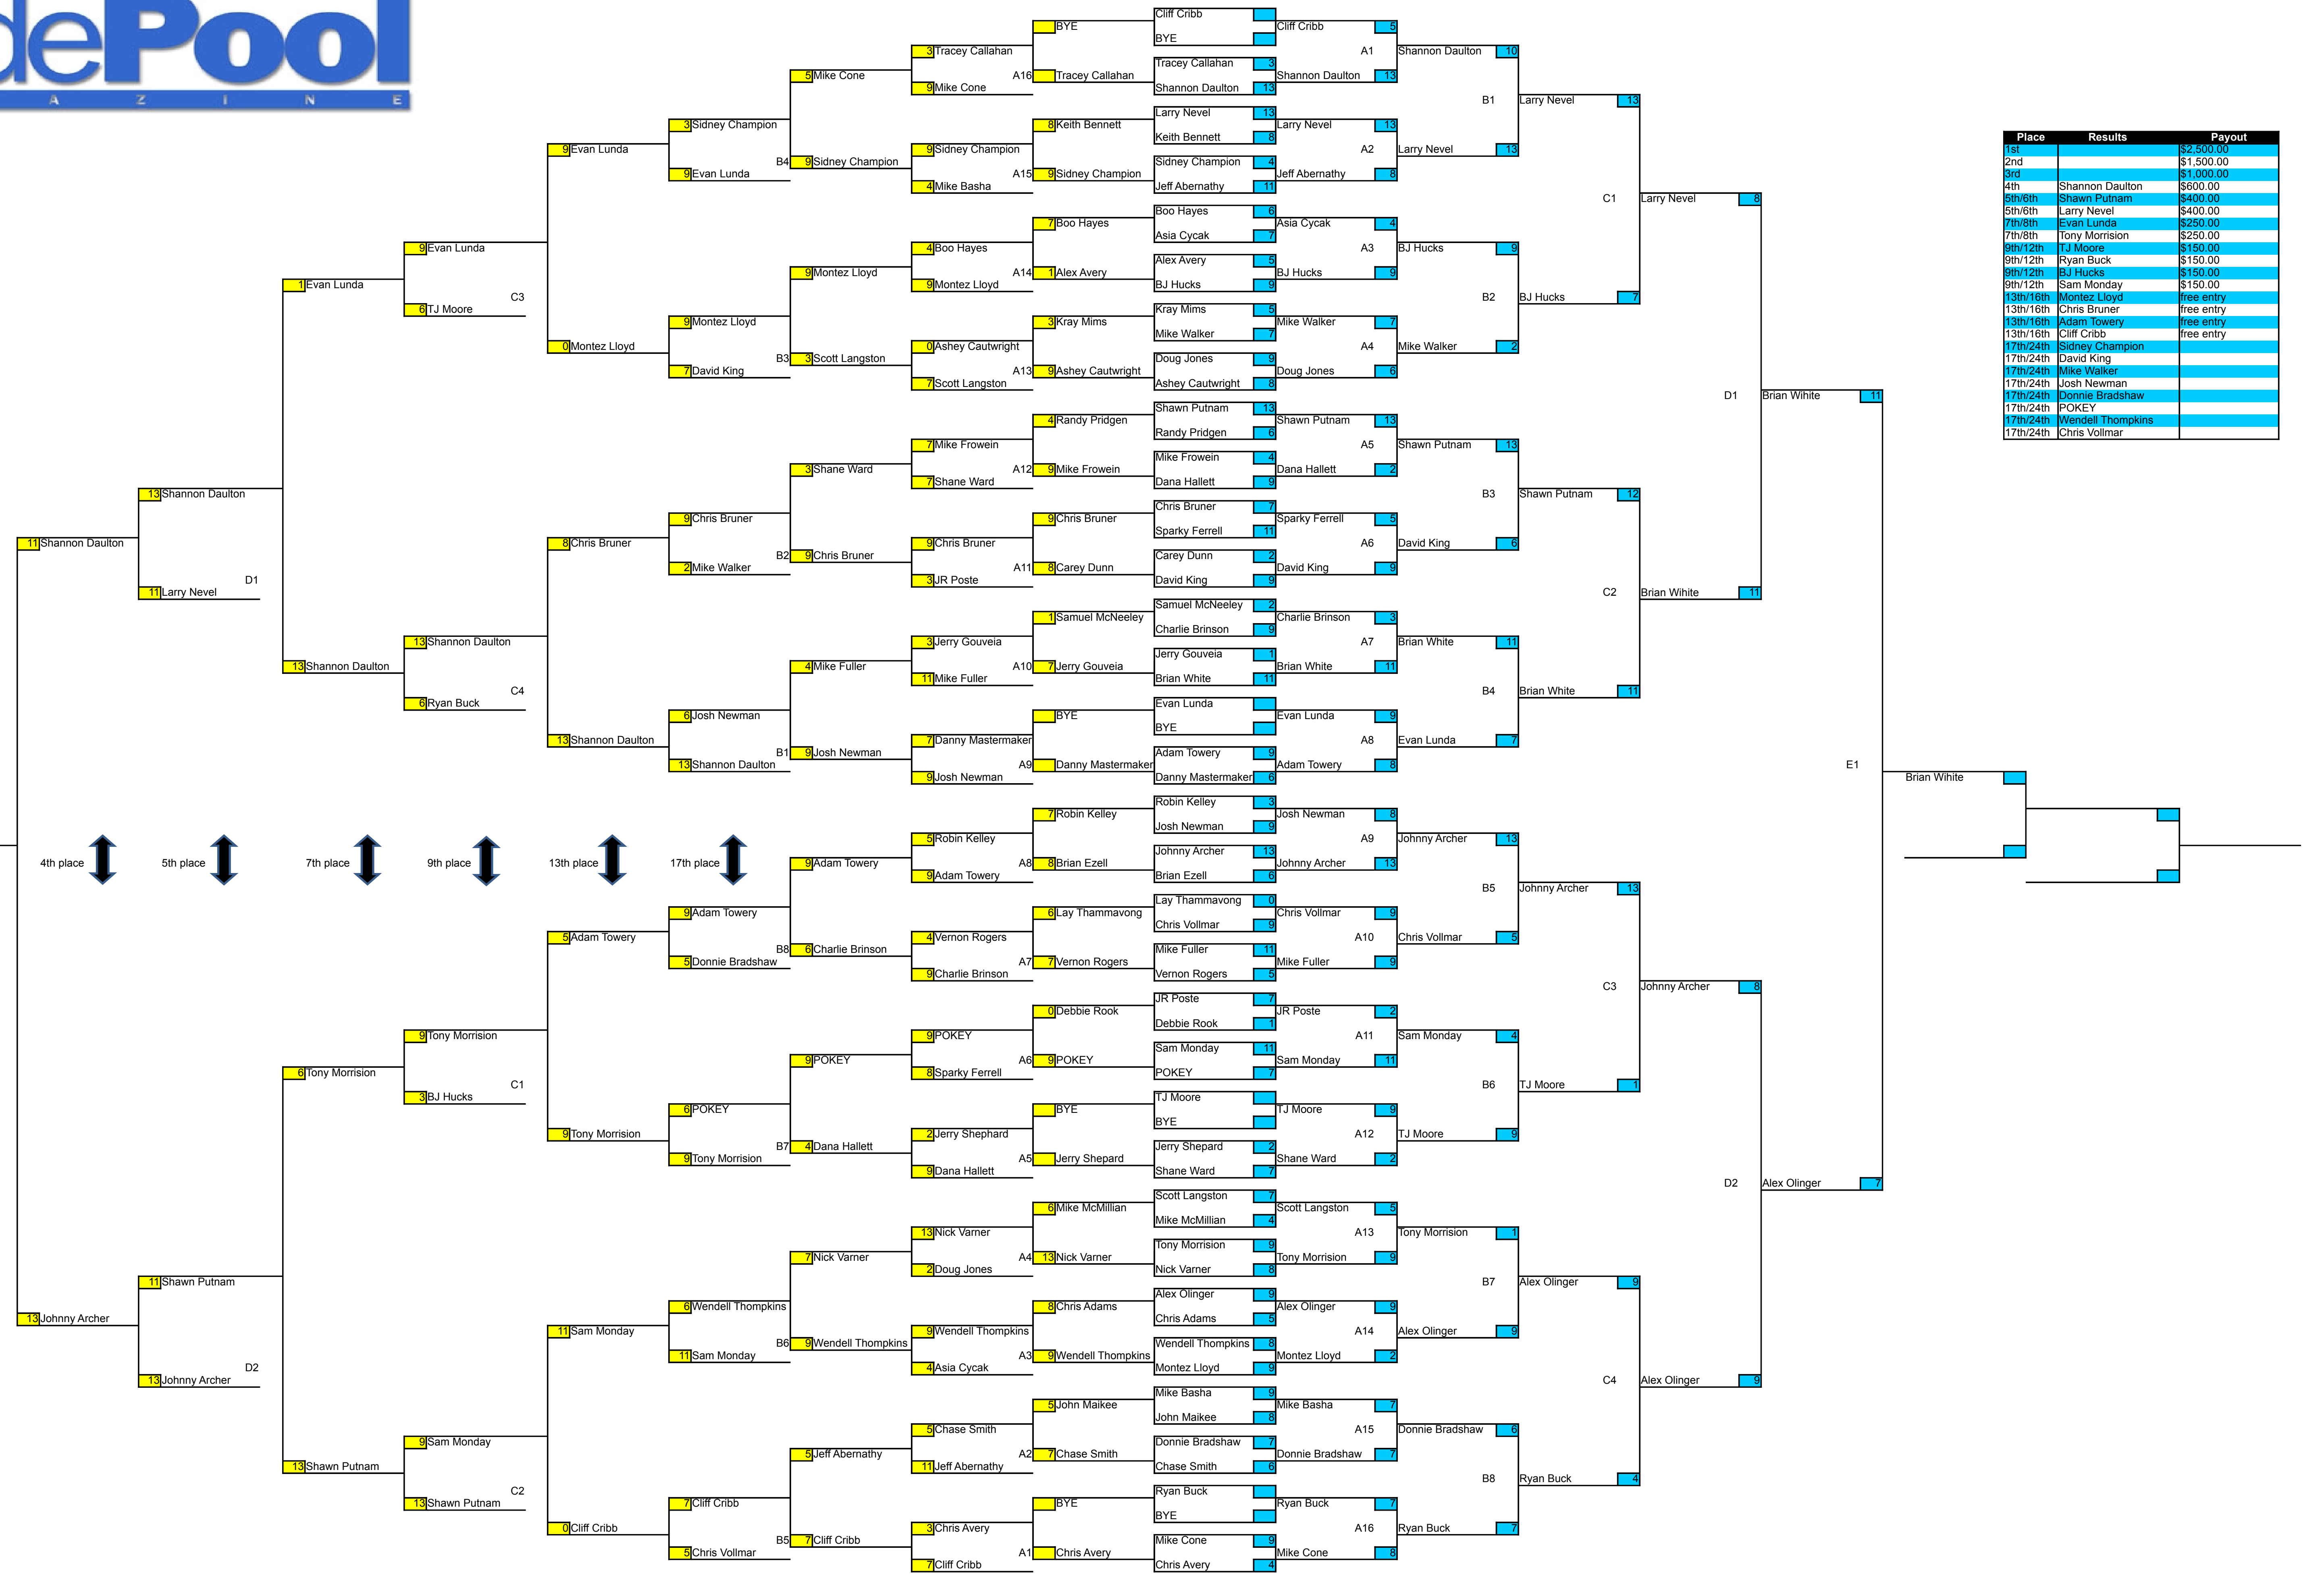 dePool
A Z I N E
11 Shannon Daulton
13 Johnny Archer
4th place
13 Shannon Daulton
D1
11 Larry Nevel
5th place
11 Shawn Putnam
D2
13 Johnny Archer
1 Evan Lunda
13 Shannon Daulton
7th place
6 Tony Morrision
13 Shawn Putnam
9 Evan Lunda
C3
6 TJ Moore
13 Shannon Daulton
C4
6 Ryan Buck
9th place
9 Tony Morrision
C1
3 BJ Hucks
9 Sam Monday
C2
13 Shawn Putnam
9 Evan Lunda
0 Montez Lloyd
8 Chris Bruner
13 Shannon Daulton
13th place
5 Adam Towery
9 Tony Morrision
11 Sam Monday
0 Cliff Cribb
3 Sidney Champion
B4
9 Evan Lunda
9 Montez Lloyd
B3
7 David King
9 Chris Bruner
B2
2 Mike Walker
6 Josh Newman
B1
13 Shannon Daulton
17th place
9 Adam Towery
B8
5 Donnie Bradshaw
6 POKEY
B7
9 Tony Morrision
6 Wendell Thompkins
B6
11 Sam Monday
7 Cliff Cribb
B5
5 Chris Vollmar
5 Mike Cone
9 Sidney Champion
9 Montez Lloyd
3 Scott Langston
3 Shane Ward
9 Chris Bruner
4 Mike Fuller
9 Josh Newman
9 Adam Towery
6 Charlie Brinson
9 POKEY
4 Dana Hallett
7 Nick Varner
9 Wendell Thompkins
5 Jeff Abernathy
7 Cliff Cribb
3 Tracey Callahan
A16
9 Mike Cone
9 Sidney Champion
A15
4 Mike Basha
4 Boo Hayes
A14
9 Montez Lloyd
0 Ashey Cautwright
A13
7 Scott Langston
7 Mike Frowein
A12
7 Shane Ward
9 Chris Bruner
A11
3 JR Poste
3 Jerry Gouveia
A10
11 Mike Fuller
7 Danny Mastermaker
A9
9 Josh Newman
5 Robin Kelley
A8
9 Adam Towery
4 Vernon Rogers
A7
9 Charlie Brinson
9 POKEY
A6
8 Sparky Ferrell
2 Jerry Shephard
A5
9 Dana Hallett
13 Nick Varner
A4
2 Doug Jones
9 Wendell Thompkins
A3
4 Asia Cycak
5 Chase Smith
A2
11 Jeff Abernathy
3 Chris Avery
A1
7 Cliff Cribb
BYE
Tracey Callahan
8 Keith Bennett
9 Sidney Champion
7 Boo Hayes
1 Alex Avery
3 Kray Mims
9 Ashey Cautwright
4 Randy Pridgen
9 Mike Frowein
9 Chris Bruner
8 Carey Dunn
1 Samuel McNeeley
7 Jerry Gouveia
BYE
Danny Mastermaker
7 Robin Kelley
8 Brian Ezell
6 Lay Thammavong
7 Vernon Rogers
0 Debbie Rook
9 POKEY
BYE
Jerry Shepard
6 Mike McMillian
13 Nick Varner
8 Chris Adams
9 Wendell Thompkins
5 John Maikee
7 Chase Smith
BYE
Chris Avery
Cliff Cribb
BYE
Tracey Callahan 3
Shannon Daulton 13
Larry Nevel 13
Keith Bennett 8
Sidney Champion 4
Jeff Abernathy 11
Boo Hayes 6
Asia Cycak 7
Alex Avery 5
BJ Hucks 9
Kray Mims 5
Mike Walker 7
Doug Jones 9
Ashey Cautwright 8
Shawn Putnam 13
Randy Pridgen 6
Mike Frowein 4
Dana Hallett 9
Chris Bruner 7
Sparky Ferrell 11
Carey Dunn 2
David King 9
Samuel McNeeley 2
Charlie Brinson 9
Jerry Gouveia 1
Brian White 11
Evan Lunda
BYE
Adam Towery 9
Danny Mastermaker 6
Robin Kelley 3
Josh Newman 9
Johnny Archer 13
Brian Ezell 6
Lay Thammavong 0
Chris Vollmar 9
Mike Fuller 11
Vernon Rogers 5
JR Poste 7
Debbie Rook 1
Sam Monday 11
POKEY 7
TJ Moore
BYE
Jerry Shepard 2
Shane Ward 7
Scott Langston 7
Mike McMillian 4
Tony Morrision 9
Nick Varner 8
Alex Olinger 9
Chris Adams 5
Wendell Thompkins 8
Montez Lloyd 9
Mike Basha 9
John Maikee 8
Donnie Bradshaw 7
Chase Smith 6
Ryan Buck
BYE
Mike Cone 9
Chris Avery 4
Cliff Cribb 5
A1
Shannon Daulton 13
Larry Nevel 13
A2
Jeff Abernathy 8
Asia Cycak 4
A3
BJ Hucks 9
Mike Walker 7
A4
Doug Jones 6
Shawn Putnam 13
A5
Dana Hallett 2
Sparky Ferrell 5
A6
David King 9
Charlie Brinson 3
A7
Brian White 11
Evan Lunda 9
A8
Adam Towery 8
Josh Newman 8
A9
Johnny Archer 13
Chris Vollmar 9
A10
Mike Fuller 9
JR Poste 2
A11
Sam Monday 11
TJ Moore 9
A12
Shane Ward 2
Scott Langston 5
A13
Tony Morrision 9
Alex Olinger 9
A14
Montez Lloyd 2
Mike Basha 7
A15
Donnie Bradshaw 7
Ryan Buck 7
A16
Mike Cone 8
Shannon Daulton 10
B1
Larry Nevel 13
BJ Hucks 9
B2
Mike Walker 2
Shawn Putnam 13
B3
David King 6
Brian White 11
B4
Evan Lunda 7
Johnny Archer 13
B5
Chris Vollmar 5
Sam Monday 4
B6
TJ Moore 9
Tony Morrision 1
B7
Alex Olinger 9
Donnie Bradshaw 6
B8
Ryan Buck 7
Larry Nevel 13
C1
BJ Hucks 7
Shawn Putnam 12
C2
Brian White 11
Johnny Archer 13
C3
TJ Moore 1
Alex Olinger 9
C4
Ryan Buck 4
Larry Nevel 8
D1
Brian Wihite 11
Johnny Archer 8
D2
Alex Olinger 9
Brian Wihite 11
E1
Alex Olinger 7
Brian Wihite
Place Results Payout
1st $2,500.00
2nd $1,500.00
3rd $1,000.00
4th Shannon Daulton $600.00
5th/6th Shawn Putnam $400.00
5th/6th Larry Nevel $400.00
7th/8th Evan Lunda $250.00
7th/8th Tony Morrision $250.00
9th/12th TJ Moore $150.00
9th/12th Ryan Buck $150.00
9th/12th BJ Hucks $150.00
9th/12th Sam Monday $150.00
13th/16th Montez Lloyd free entry
13th/16th Chris Bruner free entry
13th/16th Adam Towery free entry
13th/16th Cliff Cribb free entry
17th/24th Sidney Champion
17th/24th David King
17th/24th Mike Walker
17th/24th Josh Newman
17th/24th Donnie Bradshaw
17th/24th POKEY
17th/24th Wendell Thompkins
17th/24th Chris Vollmar